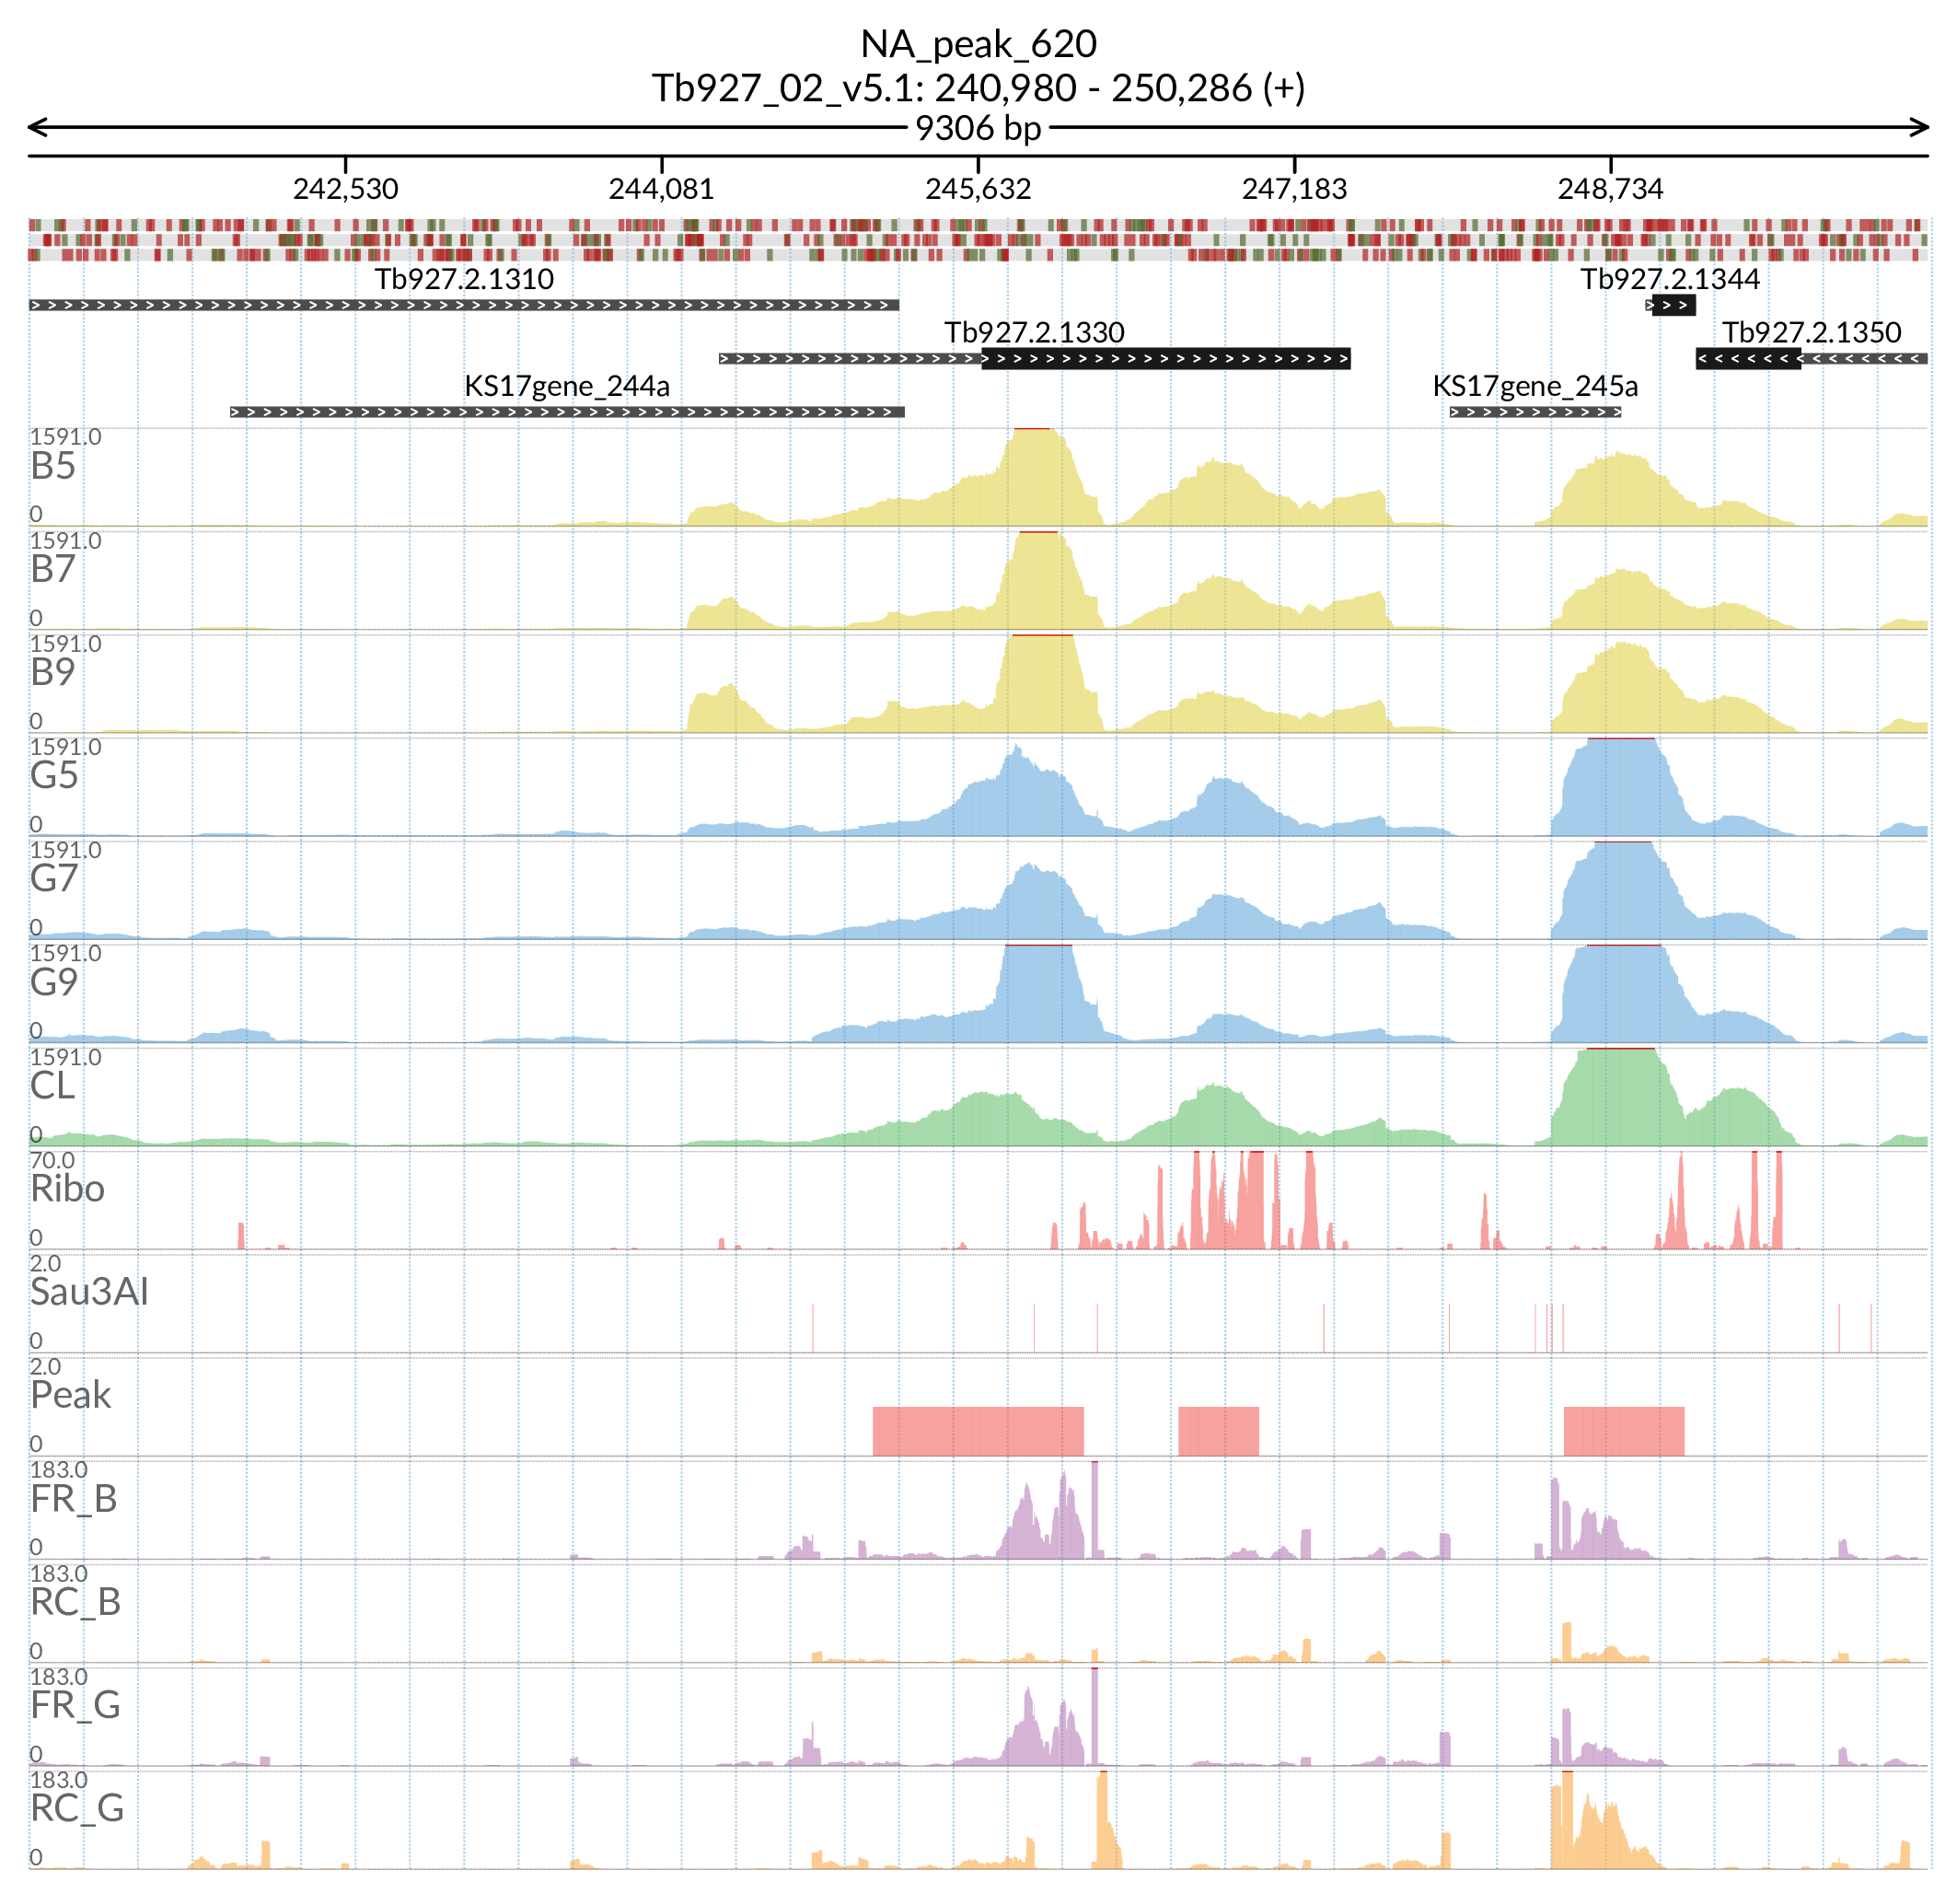 NA_peak_620
Tb927_02_v5.1: 240,980 - 250,286 (+)
9306 bp
242,530 244,081 245,632 247,183 248,734
Tb927.2.1310 Tb927.2.1344
Tb927.2.1330 Tb927.2.1350
KS17gene_244a KS17gene_245a
1591.0
B5
0
1591.0
B7
0
1591.0
B9
0
1591.0
G5
0
1591.0
G7
0
1591.0
G9
0
1591.0
CL
0
70.0
Ribo
0
2.0
Sau3AI
0
2.0
Peak
0
183.0
FR_B
0
183.0
RC_B
0
183.0
FR_G
0
183.0
RC_G
0